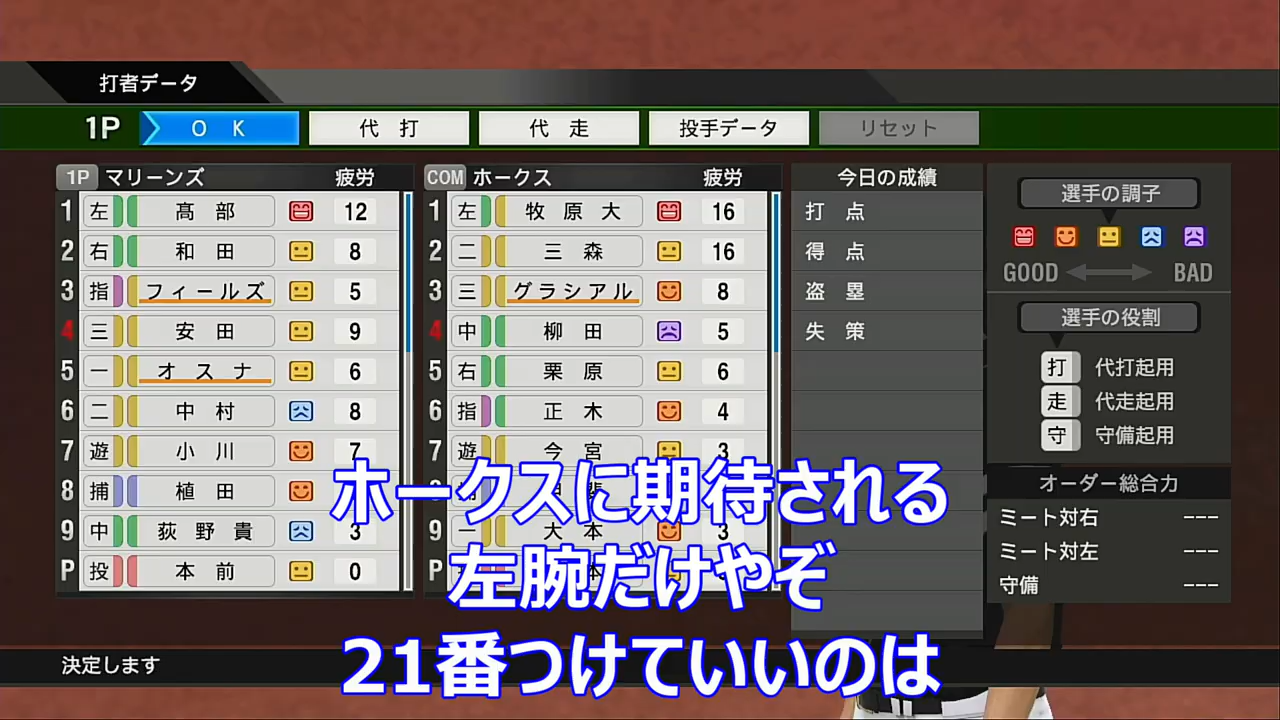 打者データ
1P OK 代打 代走 投手データ リセット
1P マリーンズ 疲労
1 左 髙部 12
2 右 和田 8
3 指 フィールズ 5
4 三 安田 9
5 一 オスナ 6
6 二 中村 8
7 遊 小川 7
8 捕 植田
9 中 荻野貴 3
P 投 本前 0
COM ホークス 疲労
1 左 牧原大 16
2 二 三森 16
3 三 グラシアル 8
4 中 柳田 5
5 右 栗原 6
6 指 正木 4
7 遊 今宮 3
8
9 一 大本 3
P
今日の成績
打点
得点
盗塁
失策
選手の調子
GOOD BAD
選手の役割
打 代打起用
走 代走起用
守 守備起用
オーダー総合力
ミート対右 ---
ミート対左 ---
守備 ---
ホークスに期待される
左腕だけやぞ
21番つけていいのは
決定します